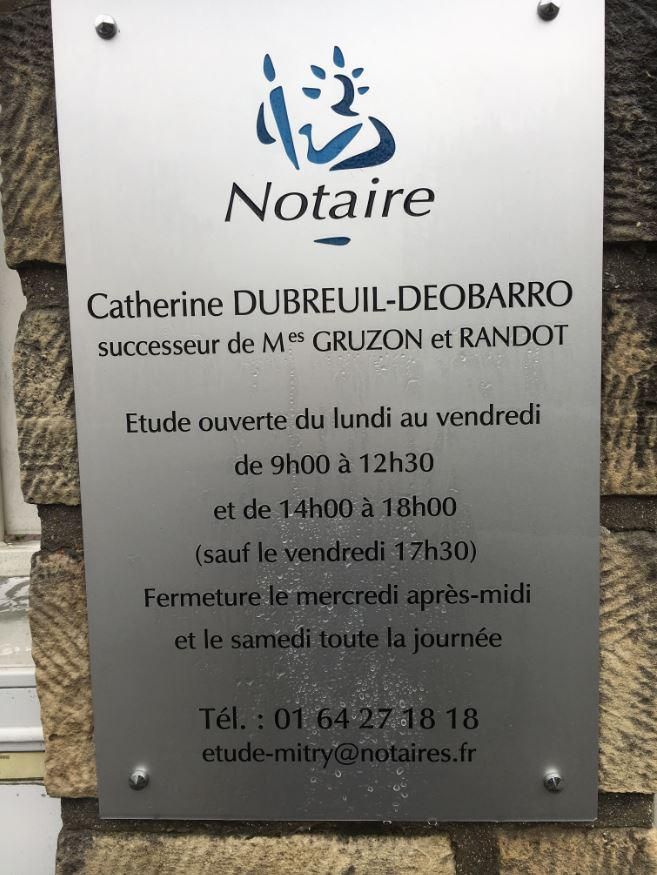 Notaire
Catherine DUBREUIL-DEOBARRO
successeur de Mes GRUZON et RANDOT
Etude ouverte du lundi au vendredi
de 9h00 à 12h30
et de 14h00 à 18h00
(sauf le vendredi 17h30)
Fermeture le mercredi après-midi
et le samedi toute la journée
Tél. : 01 64 27 18 18
etude-mitry@notaires.fr